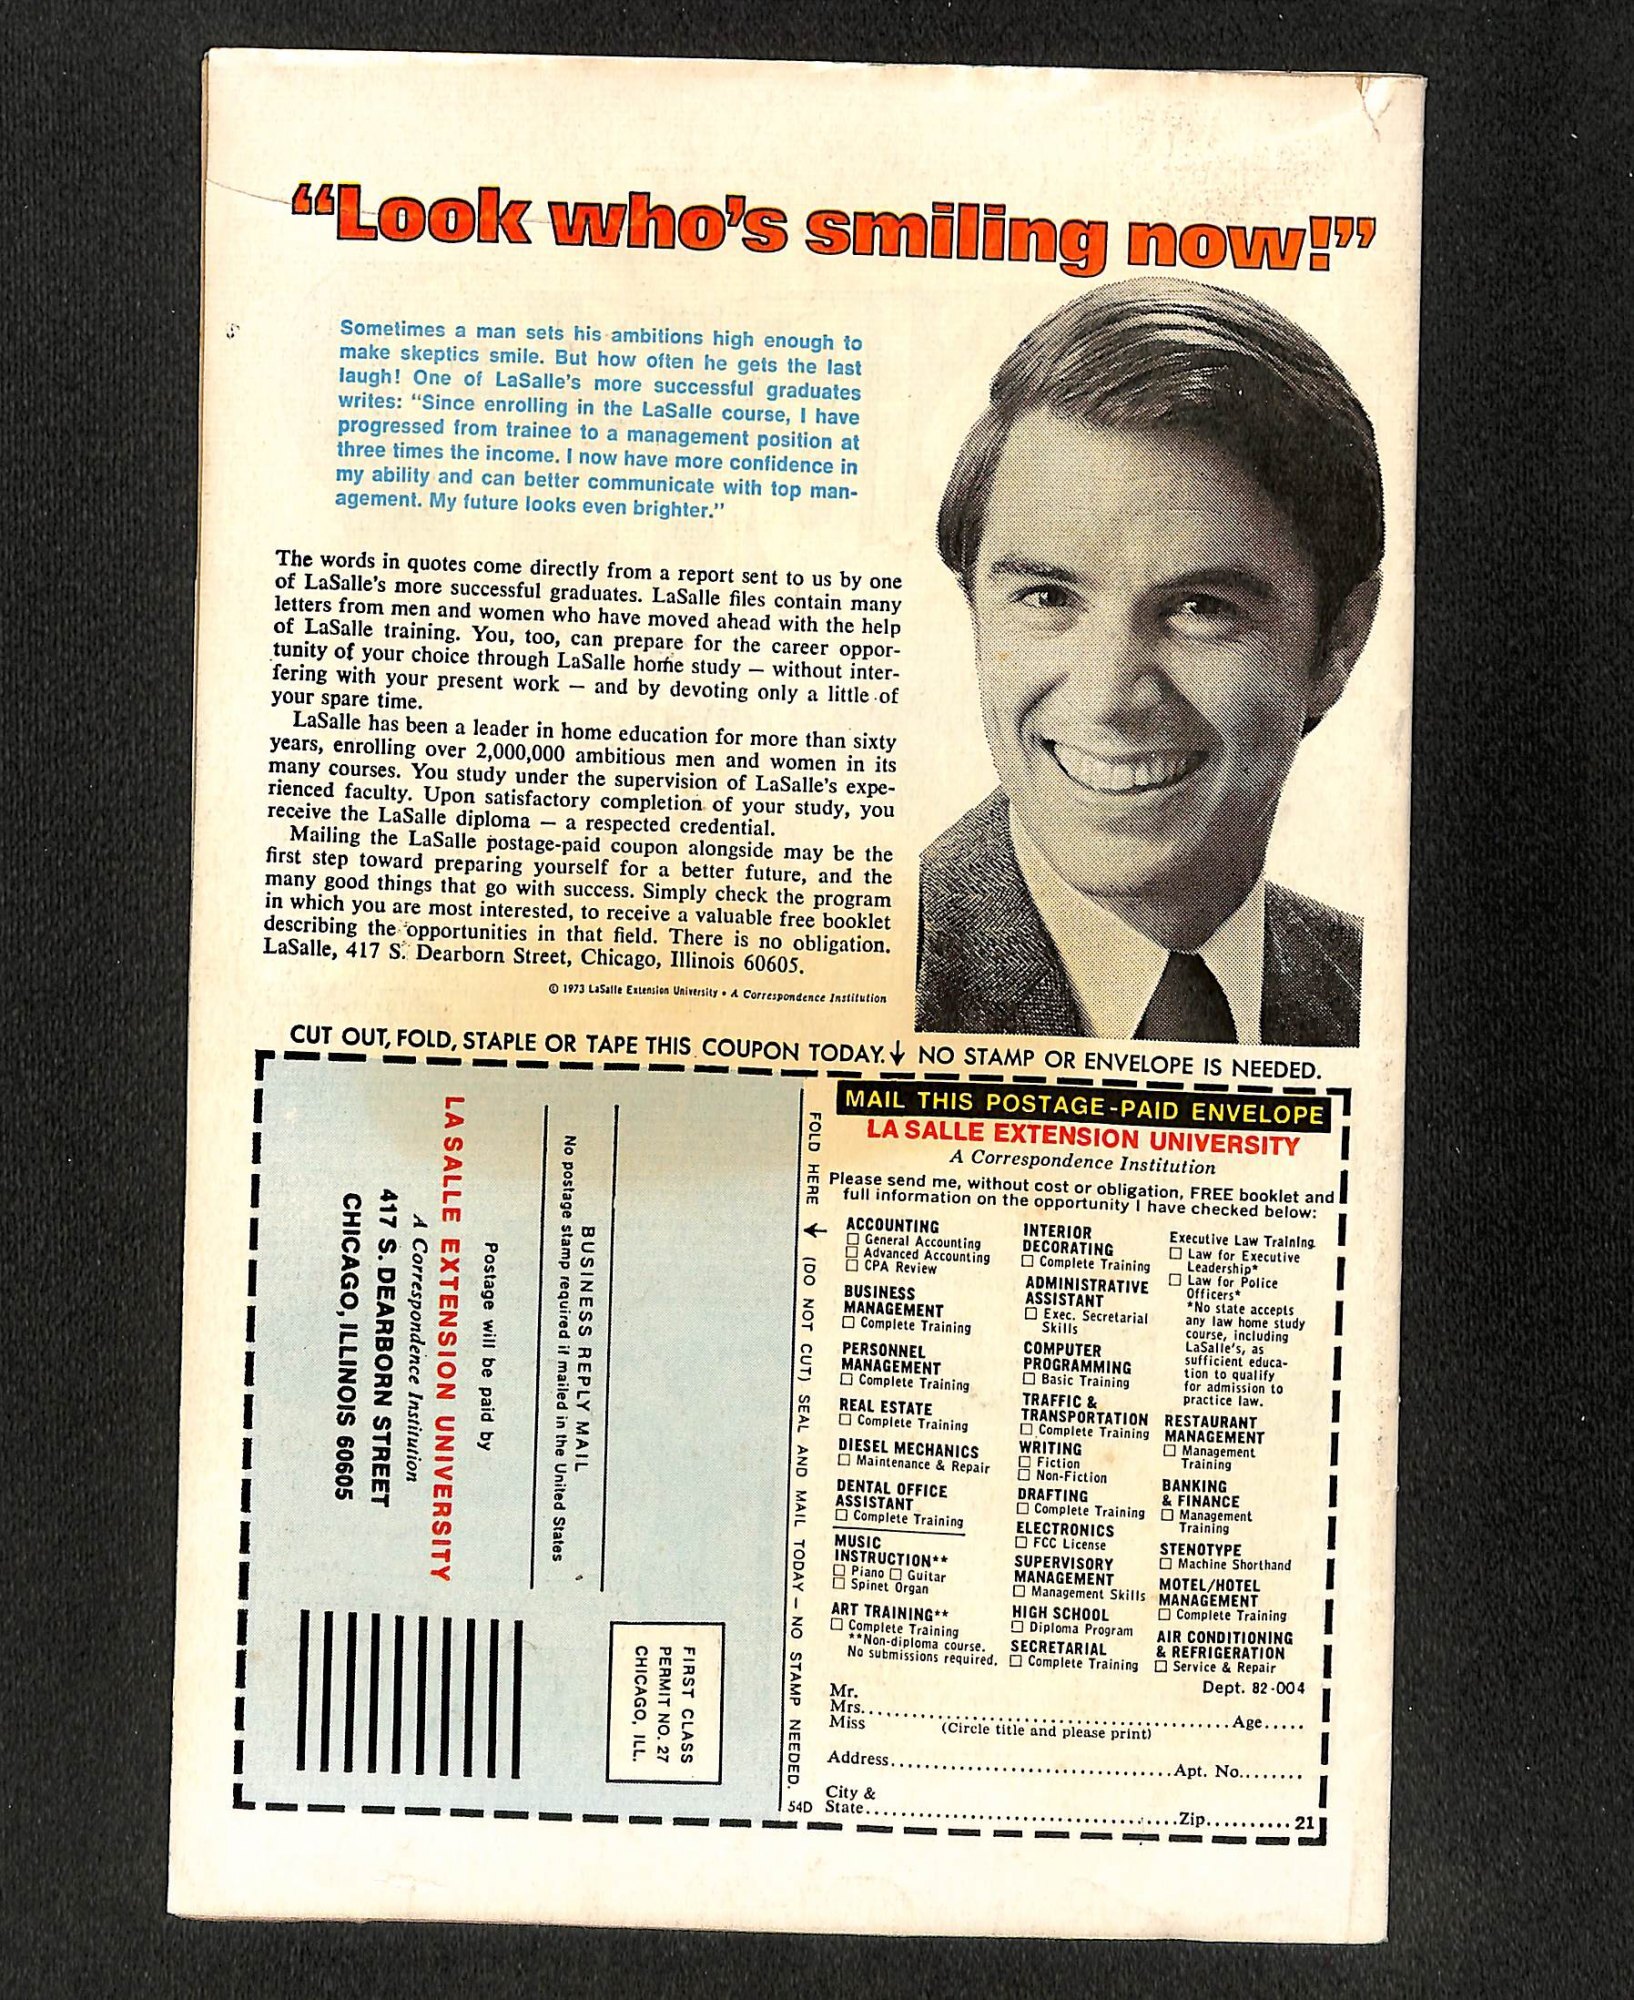 “Look who’s smiling now!”
Sometimes a man sets his ambitions high enough to
make skeptics smile. But how often he gets the last
laugh! One of LaSalle’s more successful graduates
writes: “Since enrolling in the LaSalle course, I have
progressed from trainee to a management position at
three times the income. I now have more confidence in
my ability and can better communicate with top man-
agement. My future looks even brighter.”
The words in quotes come directly from a report sent to us by one
of LaSalle’s more successful graduates. LaSalle files contain many
letters from men and women who have moved ahead with the help
of LaSalle training. You, too, can prepare for the career oppor-
tunity of your choice through LaSalle home study — without inter-
fering with your present work — and by devoting only a little of
your spare time.
LaSalle has been a leader in home education for more than sixty
years, enrolling over 2,000,000 ambitious men and women in its
many courses. You study under the supervision of LaSalle’s expe-
rienced faculty. Upon satisfactory completion of your study, you
receive the LaSalle diploma — a respected credential.
Mailing the LaSalle postage-paid coupon alongside may be the
first step toward preparing yourself for a better future, and the
many good things that go with success. Simply check the program
in which you are most interested, to receive a valuable free booklet
describing the opportunities in that field. There is no obligation.
LaSalle, 417 S. Dearborn Street, Chicago, Illinois 60605.
© 1973 LaSalle Extension University • A Correspondence Institution
CUT OUT, FOLD, STAPLE OR TAPE THIS COUPON TODAY.↓ NO STAMP OR ENVELOPE IS NEEDED.
FIRST CLASS
PERMIT NO. 27
CHICAGO, ILL.
BUSINESS REPLY MAIL
No postage stamp required if mailed in the United States
Postage will be paid by
LA SALLE EXTENSION UNIVERSITY
A Correspondence Institution
417 S. DEARBORN STREET
CHICAGO, ILLINOIS 60605
FOLD HERE ↓ (DO NOT CUT) SEAL AND MAIL TODAY – NO STAMP NEEDED.
54D
MAIL THIS POSTAGE-PAID ENVELOPE
LA SALLE EXTENSION UNIVERSITY
A Correspondence Institution
Please send me, without cost or obligation, FREE booklet and
full information on the opportunity I have checked below:
ACCOUNTING
☐ General Accounting
☐ Advanced Accounting
☐ CPA Review
BUSINESS
MANAGEMENT
☐ Complete Training
PERSONNEL
MANAGEMENT
☐ Complete Training
REAL ESTATE
☐ Complete Training
DIESEL MECHANICS
☐ Maintenance & Repair
DENTAL OFFICE
ASSISTANT
☐ Complete Training
MUSIC
INSTRUCTION**
☐ Piano ☐ Guitar
☐ Spinet Organ
ART TRAINING**
☐ Complete Training
**Non-diploma course.
No submissions required.
INTERIOR
DECORATING
☐ Complete Training
ADMINISTRATIVE
ASSISTANT
☐ Exec. Secretarial
Skills
COMPUTER
PROGRAMMING
☐ Basic Training
TRAFFIC &
TRANSPORTATION
☐ Complete Training
WRITING
☐ Fiction
☐ Non-Fiction
DRAFTING
☐ Complete Training
ELECTRONICS
☐ FCC License
SUPERVISORY
MANAGEMENT
☐ Management Skills
HIGH SCHOOL
☐ Diploma Program
SECRETARIAL
☐ Complete Training
Executive Law Training
☐ Law for Executive
Leadership*
☐ Law for Police
Officers*
*No state accepts
any law home study
course, including
LaSalle’s, as
sufficient educa-
tion to qualify
for admission to
practice law.
RESTAURANT
MANAGEMENT
☐ Management
Training
BANKING
& FINANCE
☐ Management
Training
STENOTYPE
☐ Machine Shorthand
MOTEL/HOTEL
MANAGEMENT
☐ Complete Training
AIR CONDITIONING
& REFRIGERATION
☐ Service & Repair
Dept. 82-004
Mr.
Mrs..........................................Age.....
Miss (Circle title and please print)
Address................................Apt. No........
City &
State...................................Zip.......... 21